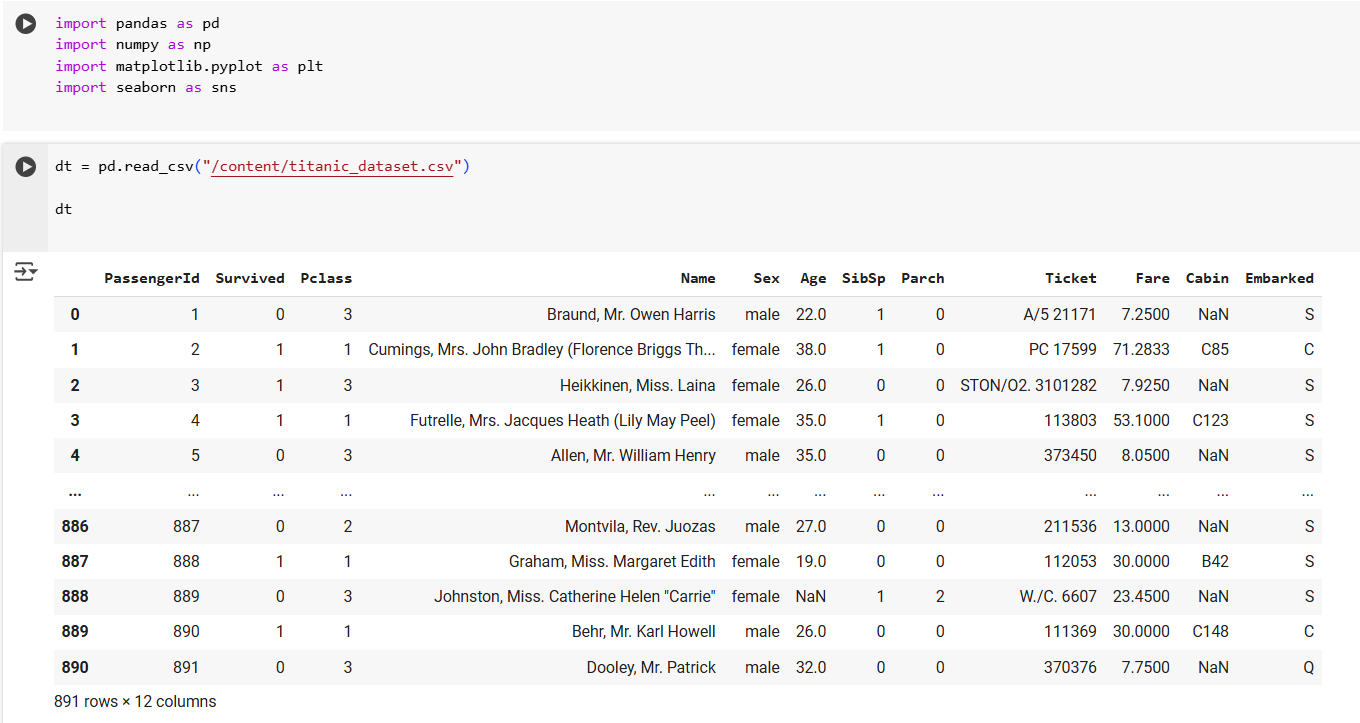 import pandas as pd
import numpy as np
import matplotlib.pyplot as plt
import seaborn as sns
dt = pd.read_csv("/content/titanic_dataset.csv")
dt
PassengerId Survived Pclass Name Sex Age SibSp Parch Ticket Fare Cabin Embarked
0 1 0 3 Braund, Mr. Owen Harris male 22.0 1 0 A/5 21171 7.2500 NaN S
1 2 1 1 Cumings, Mrs. John Bradley (Florence Briggs Th... female 38.0 1 0 PC 17599 71.2833 C85 C
2 3 1 3 Heikkinen, Miss. Laina female 26.0 0 0 STON/O2. 3101282 7.9250 NaN S
3 4 1 1 Futrelle, Mrs. Jacques Heath (Lily May Peel) female 35.0 1 0 113803 53.1000 C123 S
4 5 0 3 Allen, Mr. William Henry male 35.0 0 0 373450 8.0500 NaN S
... ... ... ... ... ... ... ... ... ... ... ... ...
886 887 0 2 Montvila, Rev. Juozas male 27.0 0 0 211536 13.0000 NaN S
887 888 1 1 Graham, Miss. Margaret Edith female 19.0 0 0 112053 30.0000 B42 S
888 889 0 3 Johnston, Miss. Catherine Helen "Carrie" female NaN 1 2 W./C. 6607 23.4500 NaN S
889 890 1 1 Behr, Mr. Karl Howell male 26.0 0 0 111369 30.0000 C148 C
890 891 0 3 Dooley, Mr. Patrick male 32.0 0 0 370376 7.7500 NaN Q
891 rows × 12 columns